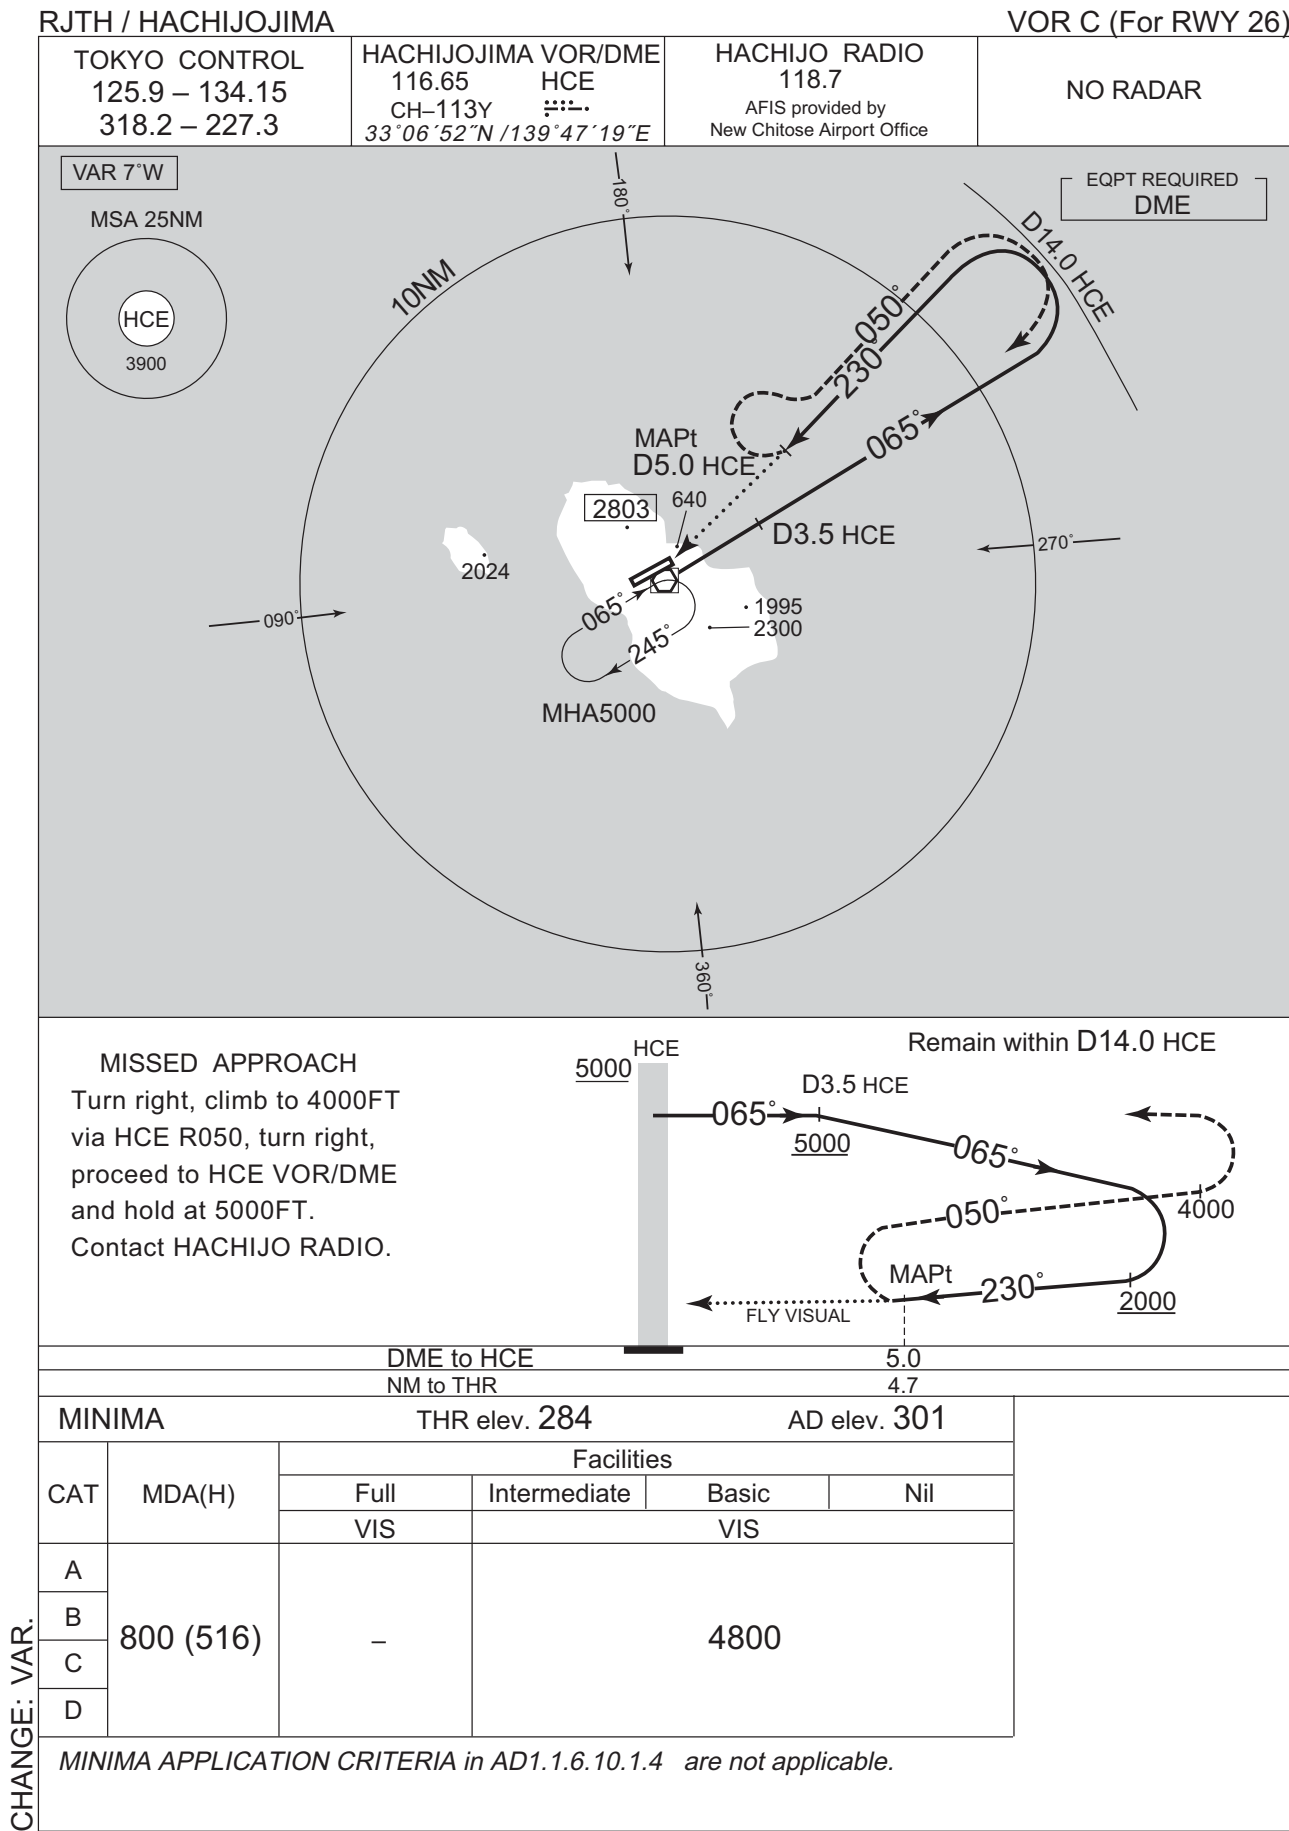 RJTH / HACHIJOJIMA
VOR C (For RWY 26)
TOKYO CONTROL
125.9 – 134.15
318.2 – 227.3
HACHIJOJIMA VOR/DME
116.65 HCE
CH–113Y
33°06´52˝N /139°47´19˝E
HACHIJO RADIO
118.7
AFIS provided by
New Chitose Airport Office
NO RADAR
VAR 7°W
MSA 25NM
HCE
3900
180°
EQPT REQUIRED
DME
10NM
D14.0 HCE
050°
230°
065°
MAPt
D5.0 HCE
640
2803
D3.5 HCE
270°
2024
090°
065°
245°
1995
2300
MHA5000
360°
MISSED APPROACH
Turn right, climb to 4000FT
via HCE R050, turn right,
proceed to HCE VOR/DME
and hold at 5000FT.
Contact HACHIJO RADIO.
HCE
5000
Remain within D14.0 HCE
D3.5 HCE
065°
5000
065°
050°
4000
MAPt
230°
2000
FLY VISUAL
DME to HCE 5.0
NM to THR 4.7
MINIMA THR elev. 284 AD elev. 301
CAT MDA(H) Facilities
Full Intermediate Basic Nil
VIS VIS
A
B
C
D
800 (516) – 4800
MINIMA APPLICATION CRITERIA in AD1.1.6.10.1.4 are not applicable.
CHANGE: VAR.